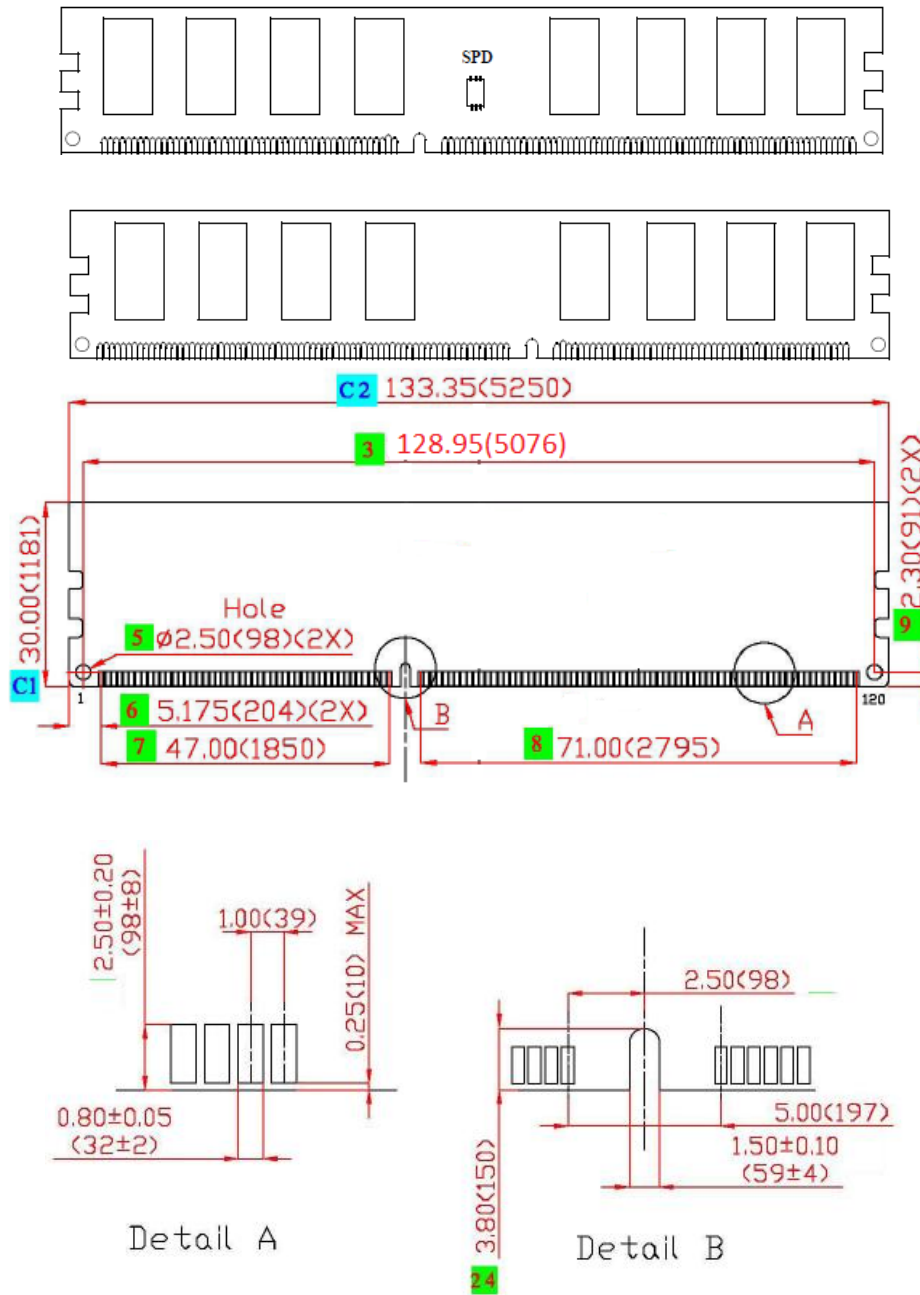 SPD
C2 133.35(5250)
3 128.95(5076)
30.00(1181)
C1
2.30(91)(2X)
9
Hole
5 Ø2.50(98)(2X)
1
B
A
120
6 5.175(204)(2X)
7 47.00(1850)
8 71.00(2795)
2.50±0.20
(98±8)
1.00(39)
0.25(10) MAX
0.80±0.05
(32±2)
Detail A
2.50(98)
5.00(197)
1.50±0.10
(59±4)
3.80(150)
24
Detail B